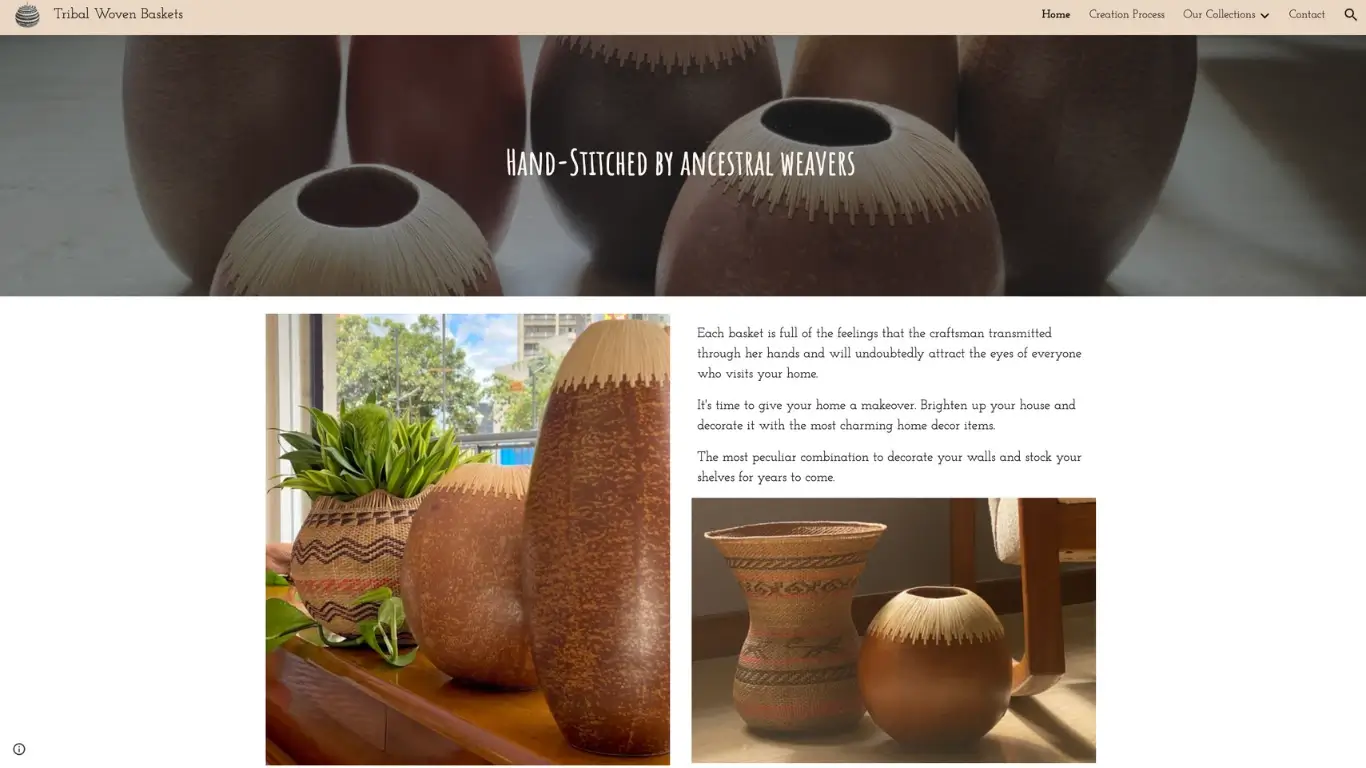 Tribal Woven Baskets
Home
Creation Process
Our Collections
Contact
Hand-Stitched by ancestral weavers
Each basket is full of the feelings that the craftsman transmitted
through her hands and will undoubtedly attract the eyes of everyone
who visits your home.
It's time to give your home a makeover. Brighten up your house and
decorate it with the most charming home decor items.
The most peculiar combination to decorate your walls and stock your
shelves for years to come.